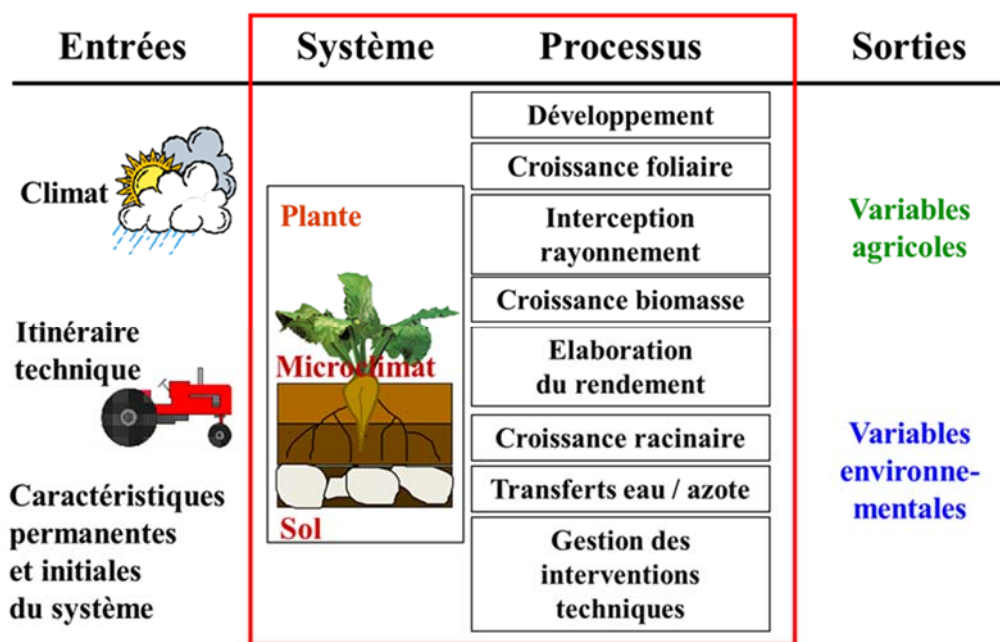 Entrées
Système
Processus
Sorties
Climat
Itinéraire
technique
Caractéristiques
permanentes
et initiales
du système
Plante
Microclimat
Sol
Développement
Croissance foliaire
Interception
rayonnement
Croissance biomasse
Elaboration
du rendement
Croissance racinaire
Transferts eau / azote
Gestion des
interventions
techniques
Variables
agricoles
Variables
environne-
mentales